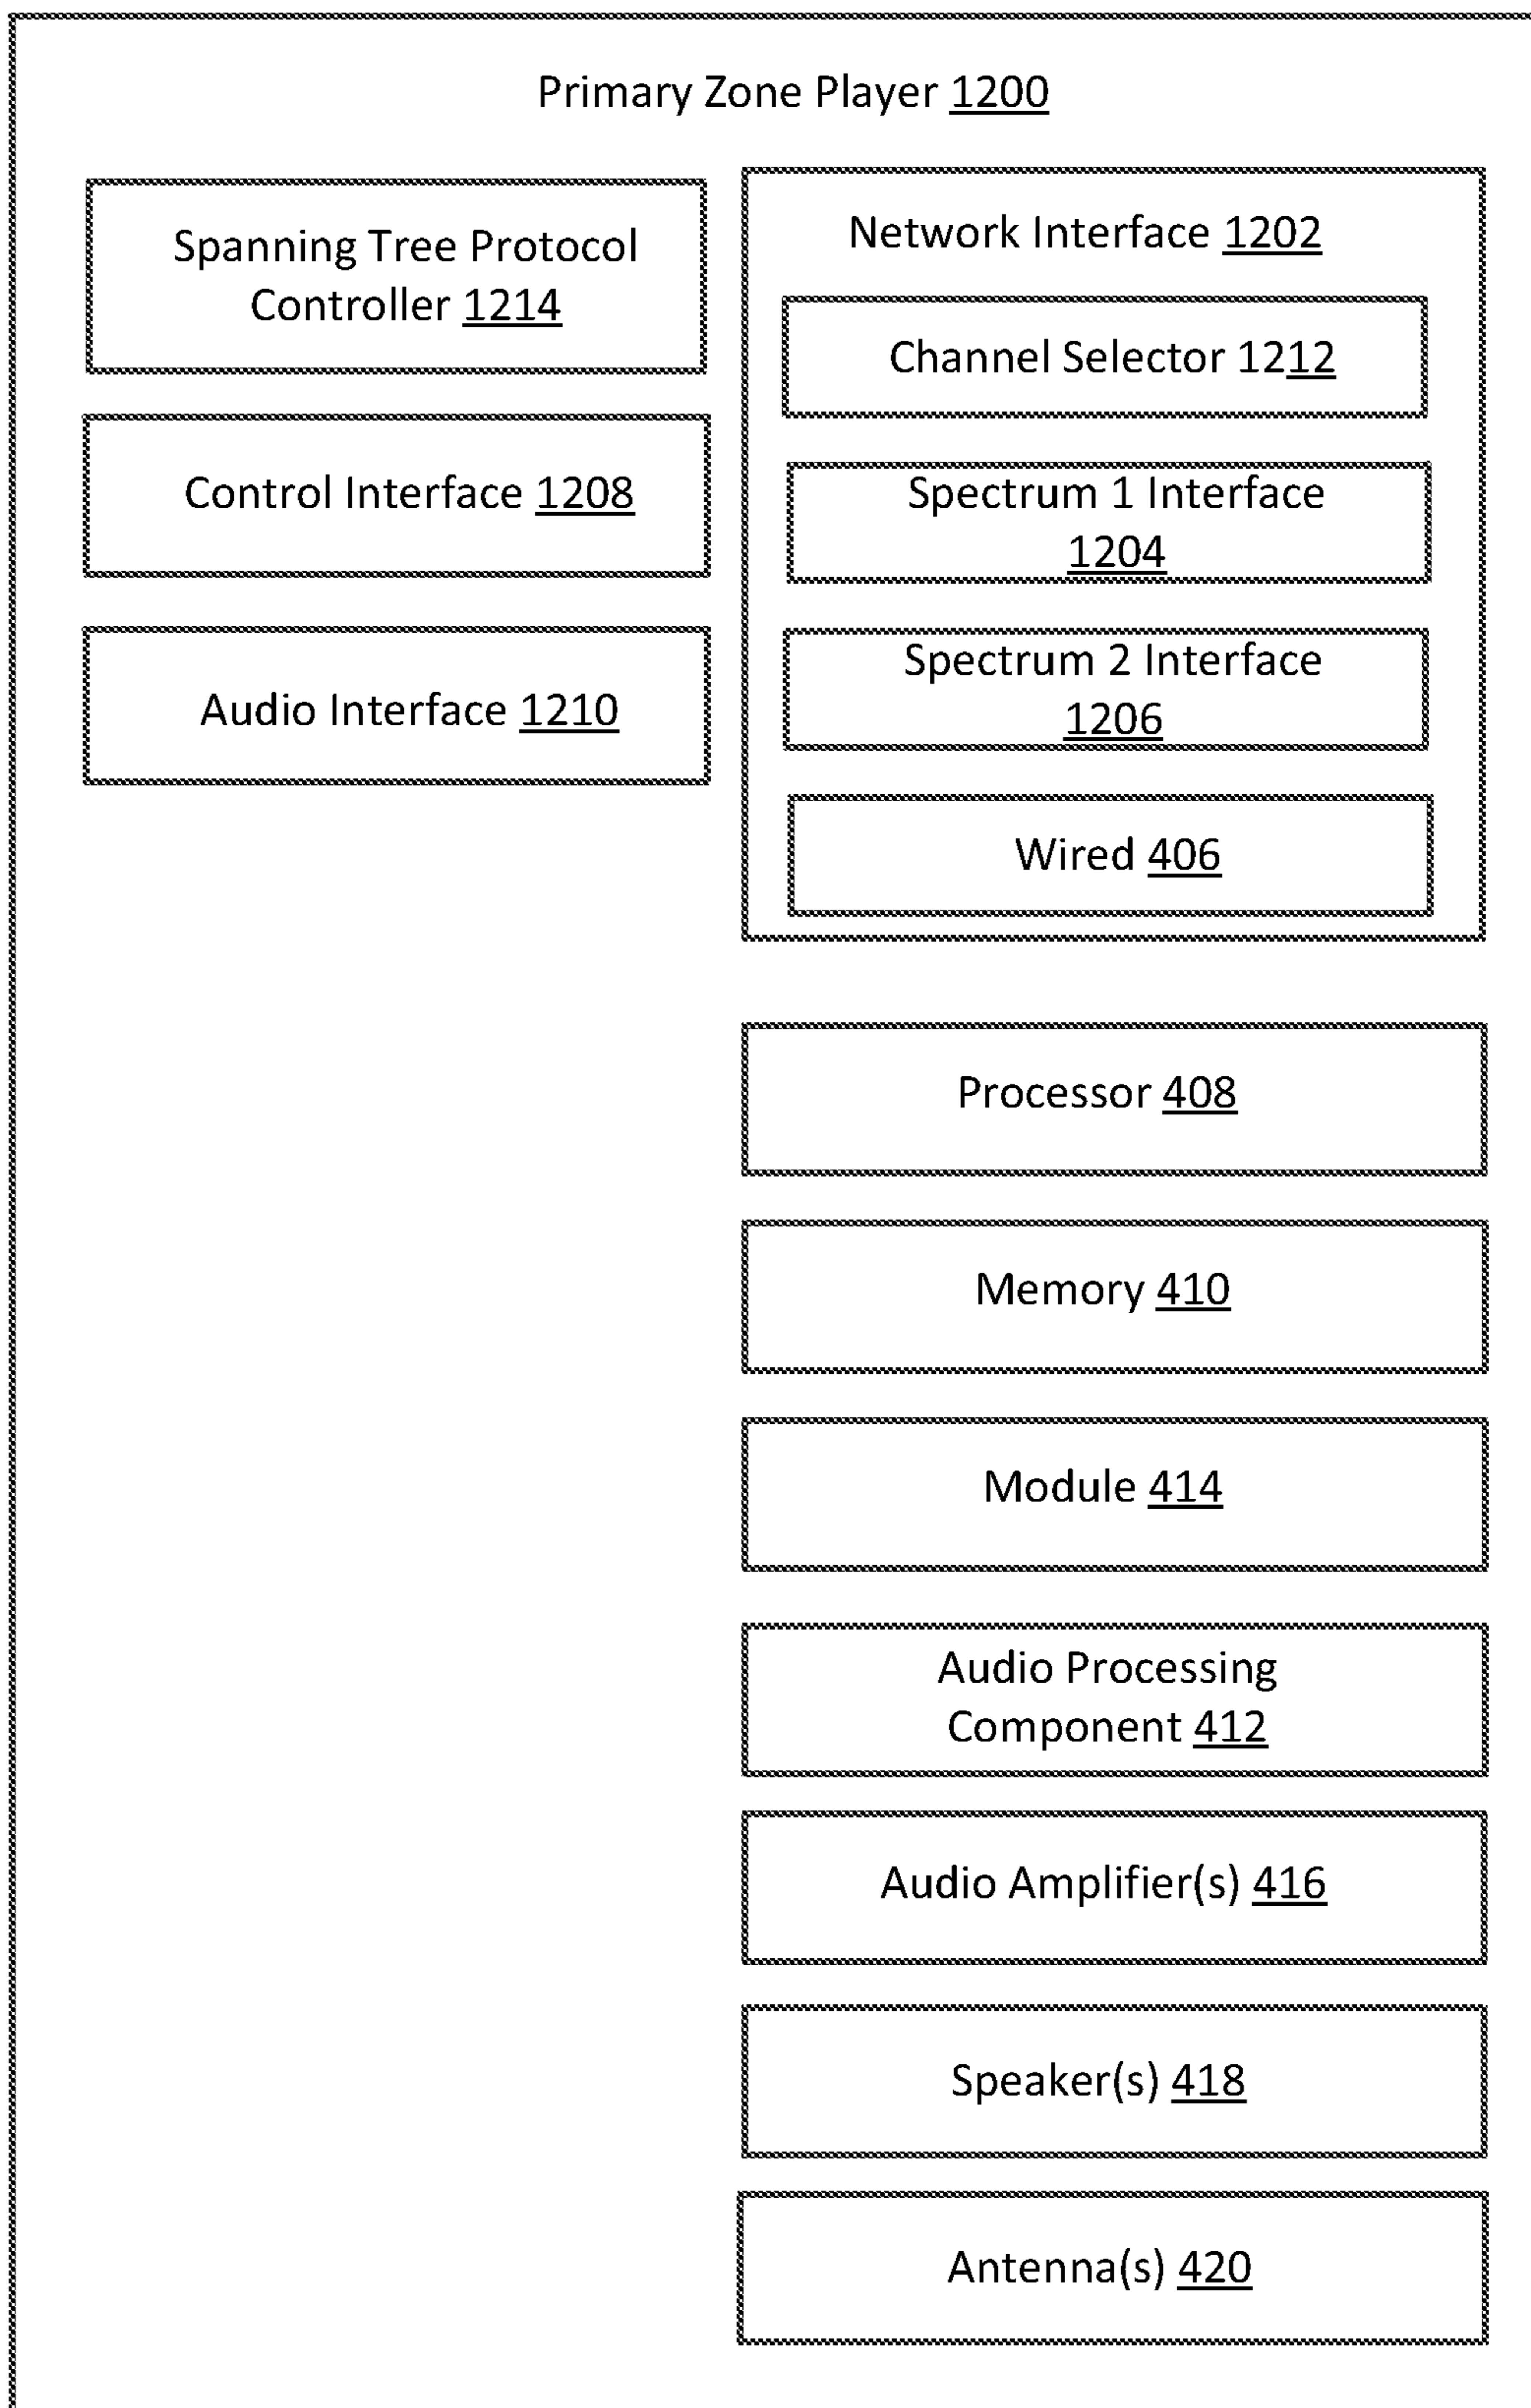 Primary Zone Player 1200
Spanning Tree Protocol
Controller 1214
Control Interface 1208
Audio Interface 1210
Network Interface 1202
Channel Selector 1212
Spectrum 1 Interface
1204
Spectrum 2 Interface
1206
Wired 406
Processor 408
Memory 410
Module 414
Audio Processing
Component 412
Audio Amplifier(s) 416
Speaker(s) 418
Antenna(s) 420